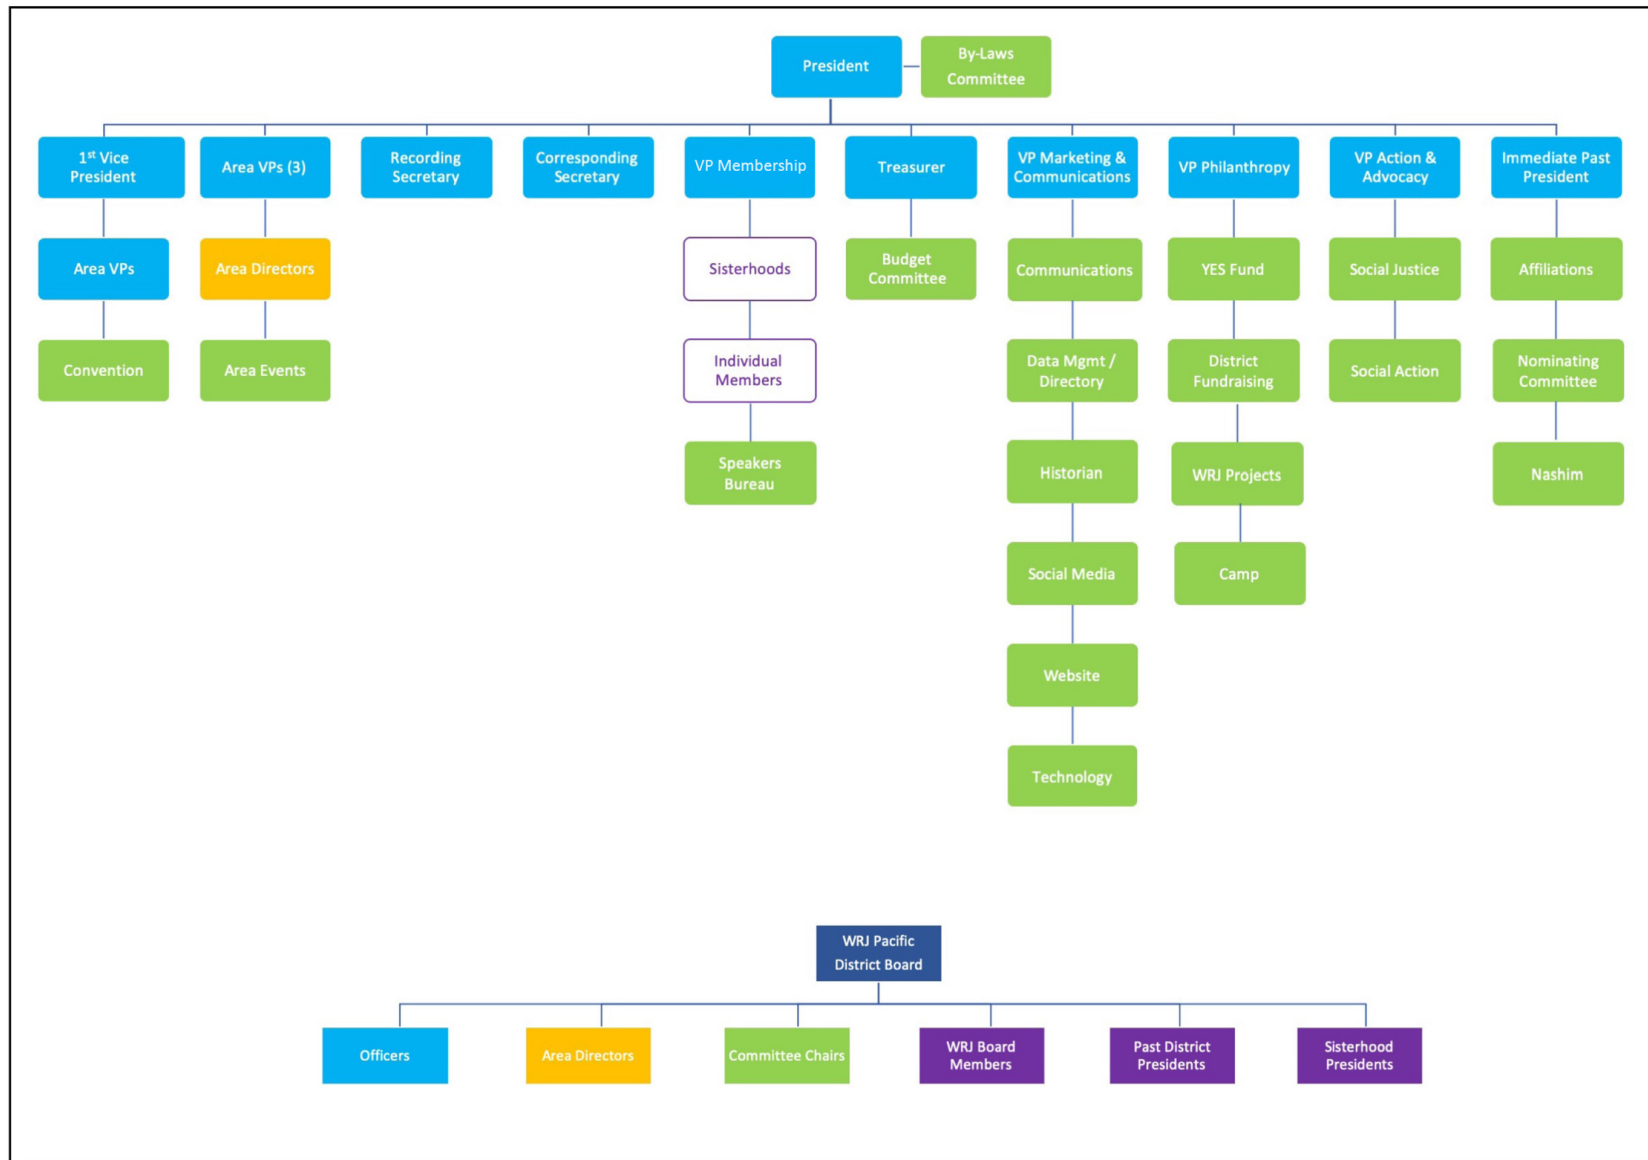 President
By-Laws
Committee
1st Vice
President
Area VPs (3)
Recording
Secretary
Corresponding
Secretary
VP Membership
Treasurer
VP Marketing &
Communications
VP Philanthropy
VP Action &
Advocacy
Immediate Past
President
Area VPs
Area Directors
Sisterhoods
Budget
Committee
Communications
YES Fund
Social Justice
Affiliations
Convention
Area Events
Individual
Members
Data Mgmt /
Directory
District
Fundraising
Social Action
Nominating
Committee
Speakers
Bureau
Historian
WRJ Projects
Nashim
Social Media
Camp
Website
Technology
WRJ Pacific
District Board
Officers
Area Directors
Committee Chairs
WRJ Board
Members
Past District
Presidents
Sisterhood
Presidents